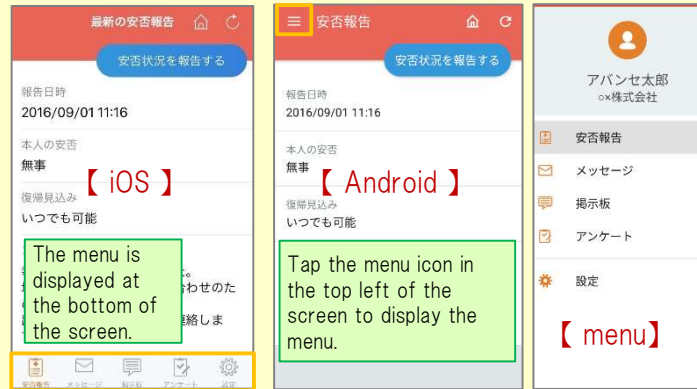 最新の安否報告
安否状況を報告する
報告日時
2016/09/01 11:16
本人の安否
無事
【 iOS 】
復帰見込み
いつでも可能
The menu is
displayed at
the bottom of
the screen.
。
わせのた
絡しま
安否報告
メッセージ
掲示板
アンケート
設定
安否報告
安否状況を報告する
報告日時
2016/09/01 11:16
本人の安否
無事
【 Android 】
復帰見込み
いつでも可能
Tap the menu icon in
the top left of the
screen to display the
menu.
アバンセ太郎
○×株式会社
安否報告
メッセージ
掲示板
アンケート
設定
【 menu】